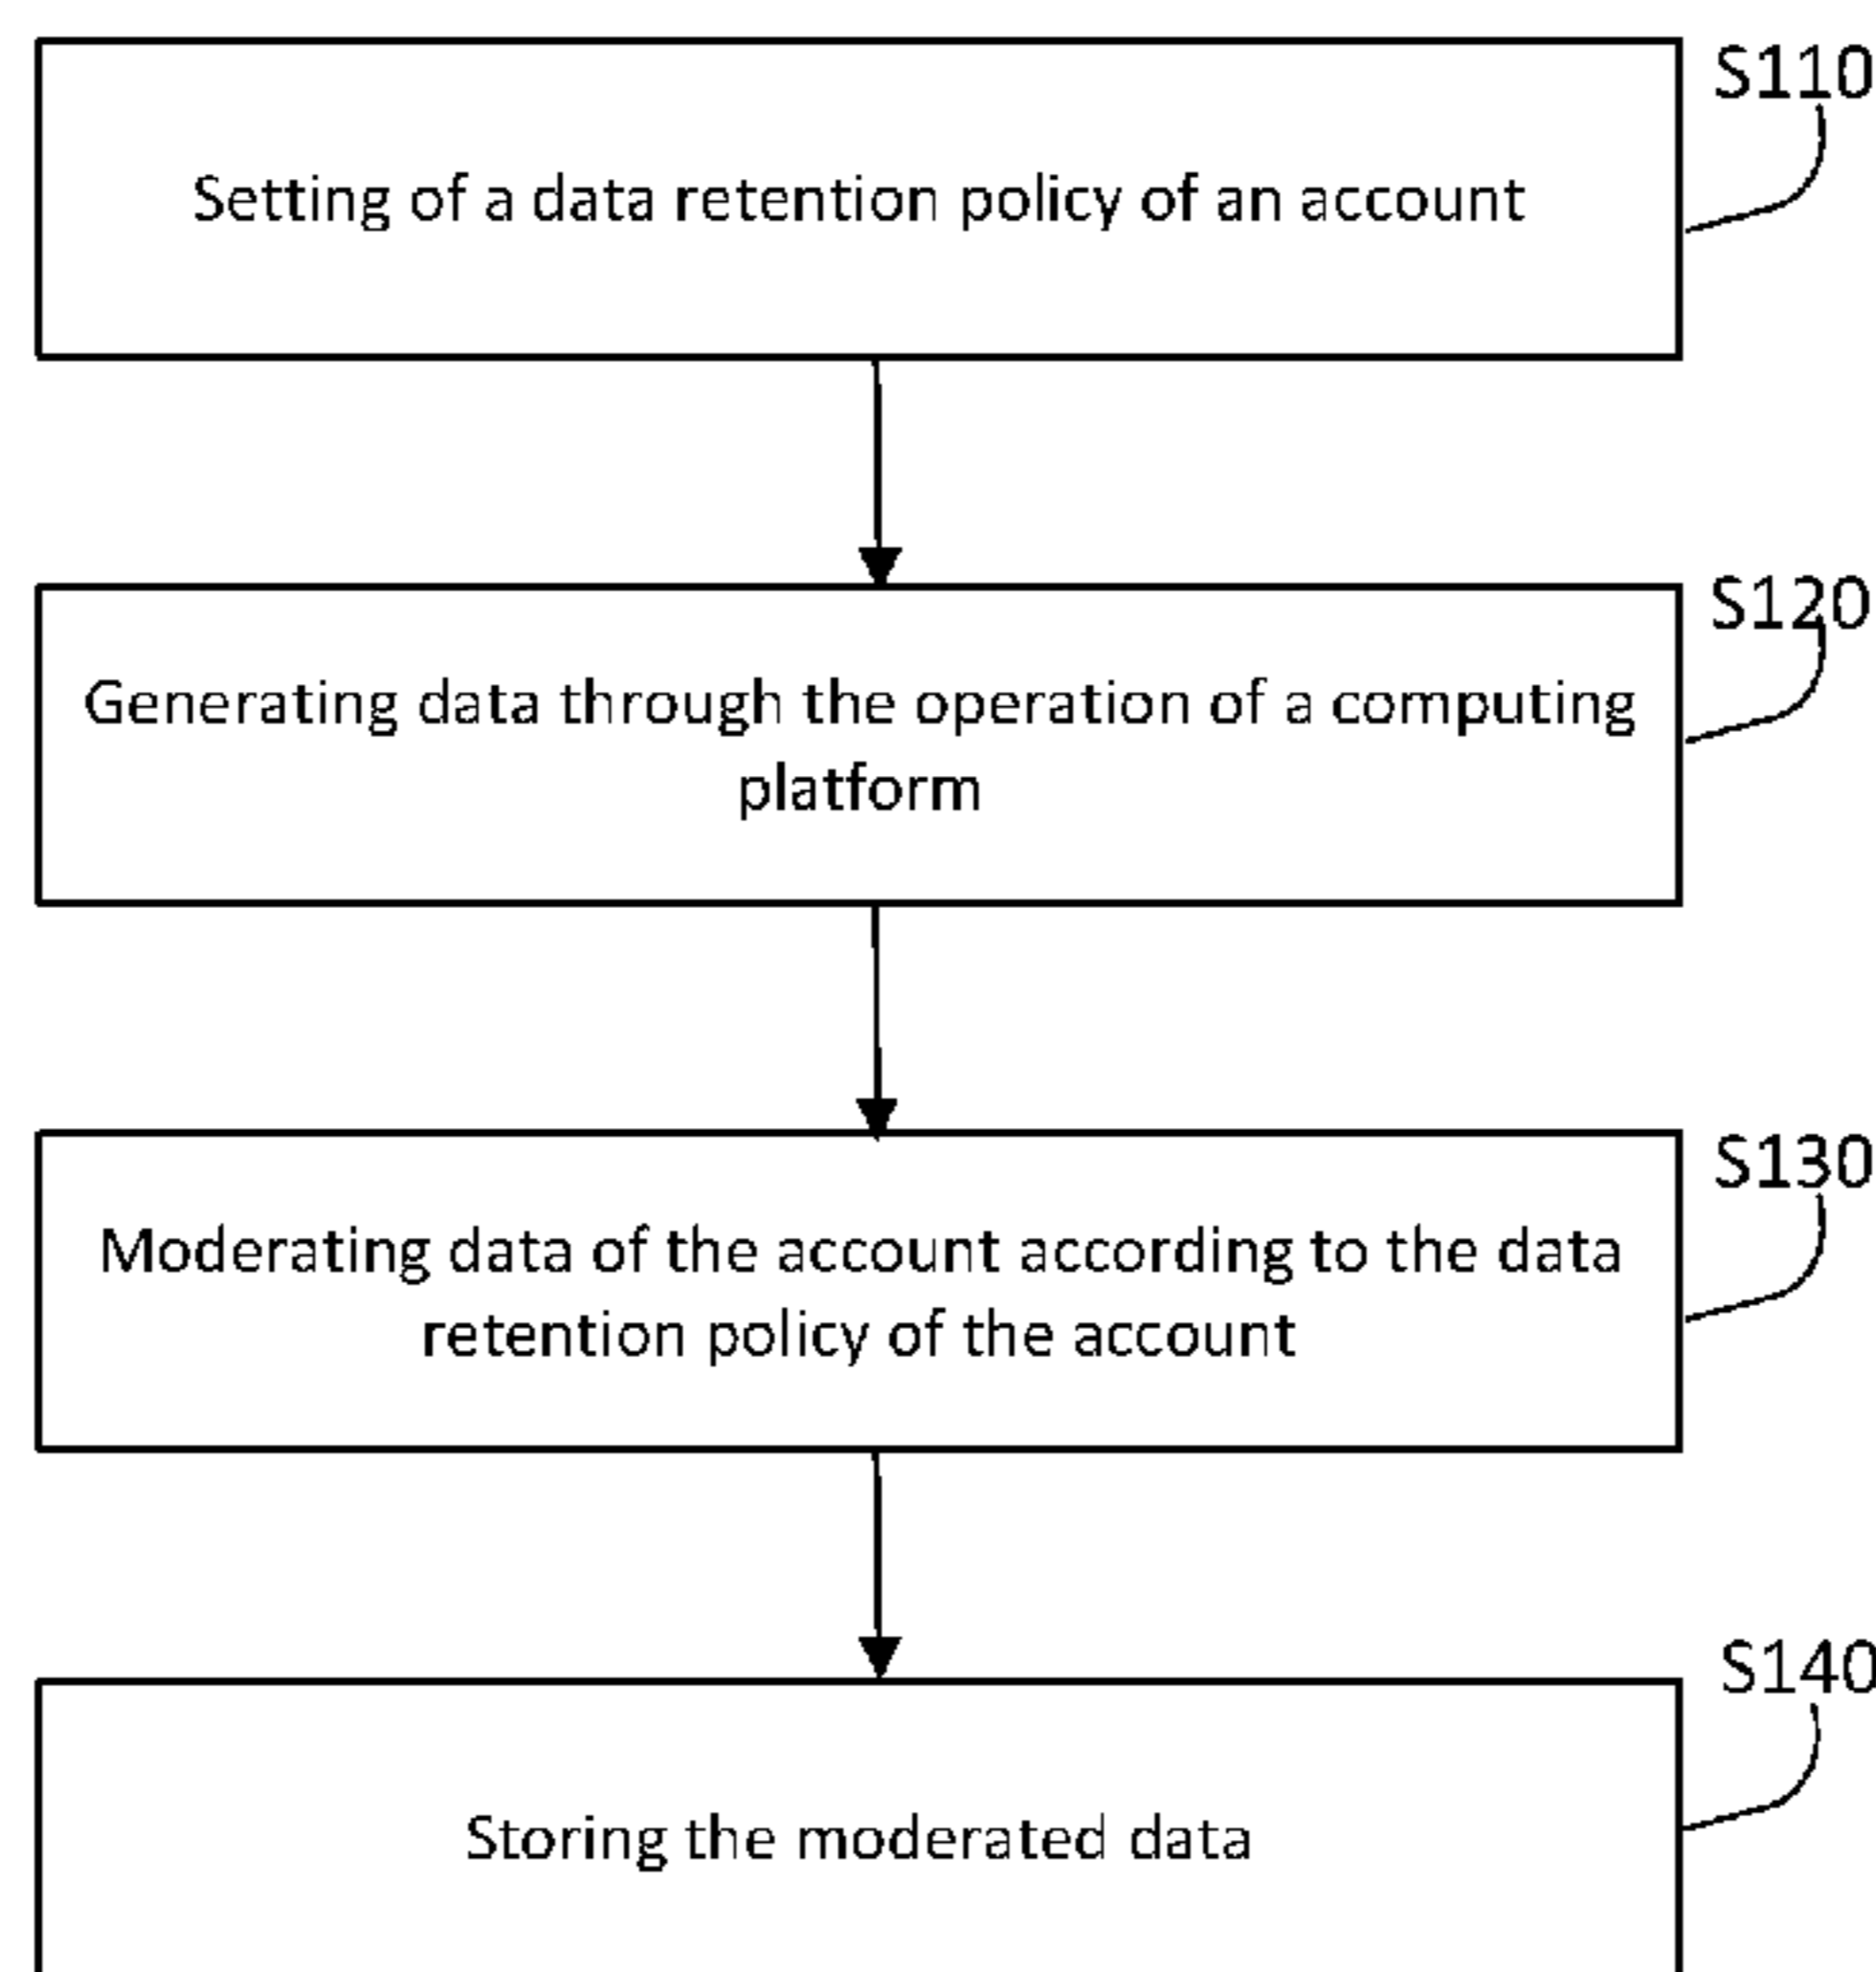 S110
Setting of a data retention policy of an account
S120
Generating data through the operation of a computing
platform
S130
Moderating data of the account according to the data
retention policy of the account
S140
Storing the moderated data